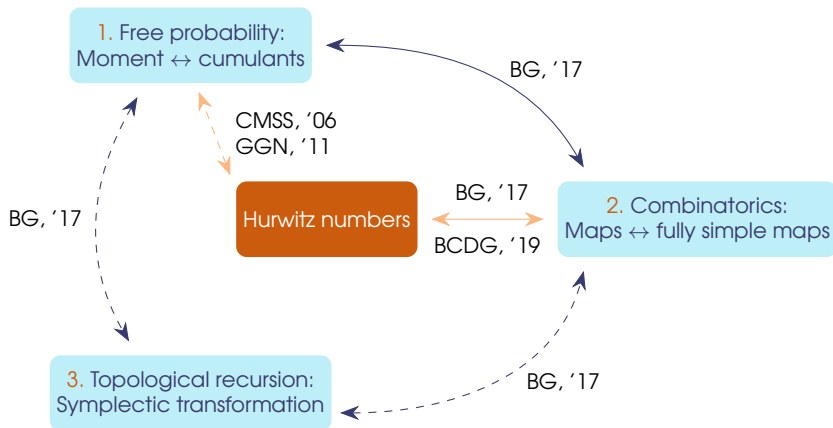 1. Free probability:
Moment ↔ cumulants
BG, ’17
CMSS, ’06
GGN, ’11
BG, ’17
Hurwitz numbers
BG, ’17
BCDG, ’19
2. Combinatorics:
Maps ↔ fully simple maps
3. Topological recursion:
Symplectic transformation
BG, ’17